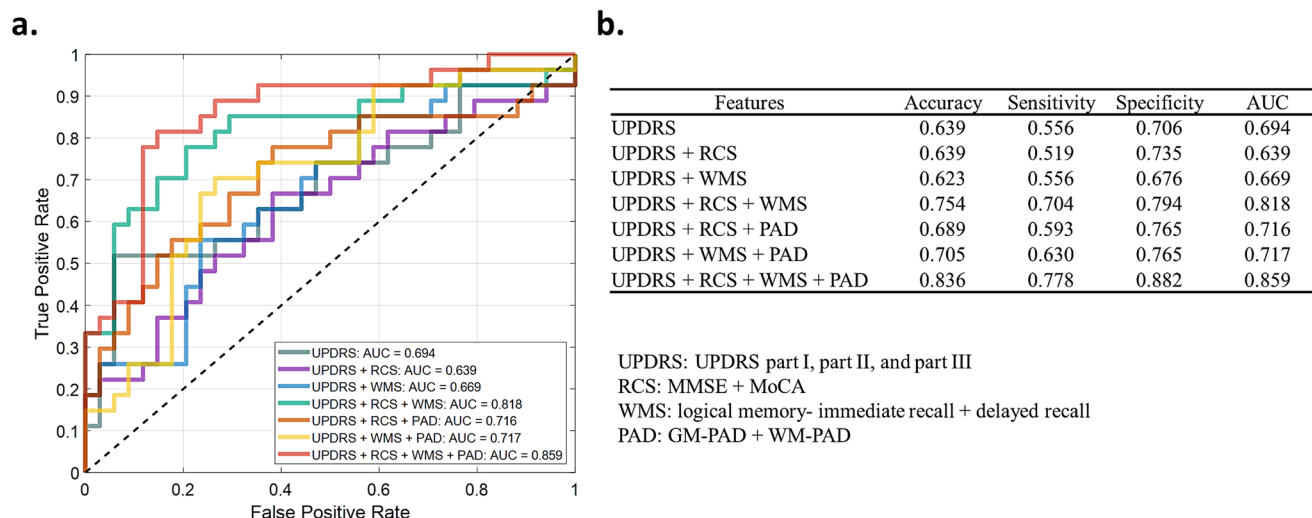 a.
1
0.9
0.8
0.7
0.6
0.5
0.4
0.3
0.2
0.1
0
True Positive Rate
0 0.2 0.4 0.6 0.8 1
False Positive Rate
UPDRS: AUC = 0.694
UPDRS + RCS: AUC = 0.639
UPDRS + WMS: AUC = 0.669
UPDRS + RCS + WMS: AUC = 0.818
UPDRS + RCS + PAD: AUC = 0.716
UPDRS + WMS + PAD: AUC = 0.717
UPDRS + RCS + WMS + PAD: AUC = 0.859
b.
Features Accuracy Sensitivity Specificity AUC
UPDRS 0.639 0.556 0.706 0.694
UPDRS + RCS 0.639 0.519 0.735 0.639
UPDRS + WMS 0.623 0.556 0.676 0.669
UPDRS + RCS + WMS 0.754 0.704 0.794 0.818
UPDRS + RCS + PAD 0.689 0.593 0.765 0.716
UPDRS + WMS + PAD 0.705 0.630 0.765 0.717
UPDRS + RCS + WMS + PAD 0.836 0.778 0.882 0.859
UPDRS: UPDRS part I, part II, and part III
RCS: MMSE + MoCA
WMS: logical memory- immediate recall + delayed recall
PAD: GM-PAD + WM-PAD